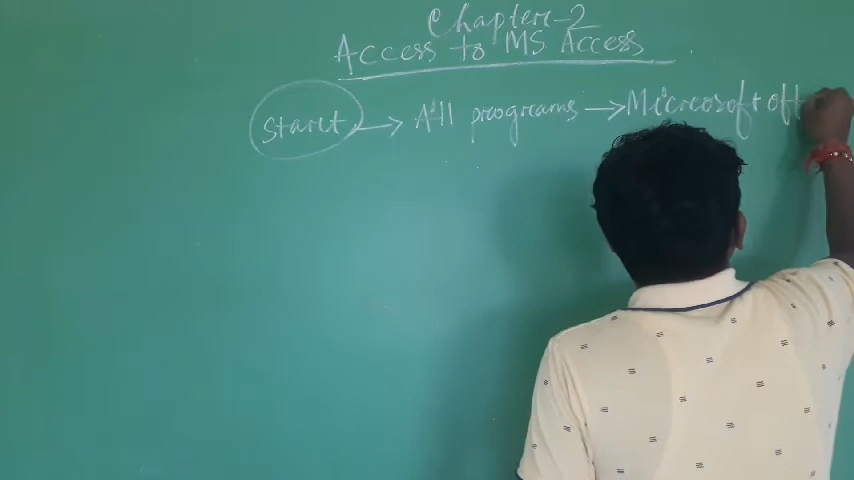 Chapter-2
Access to MS Access
Start → All programs → Microsoft off